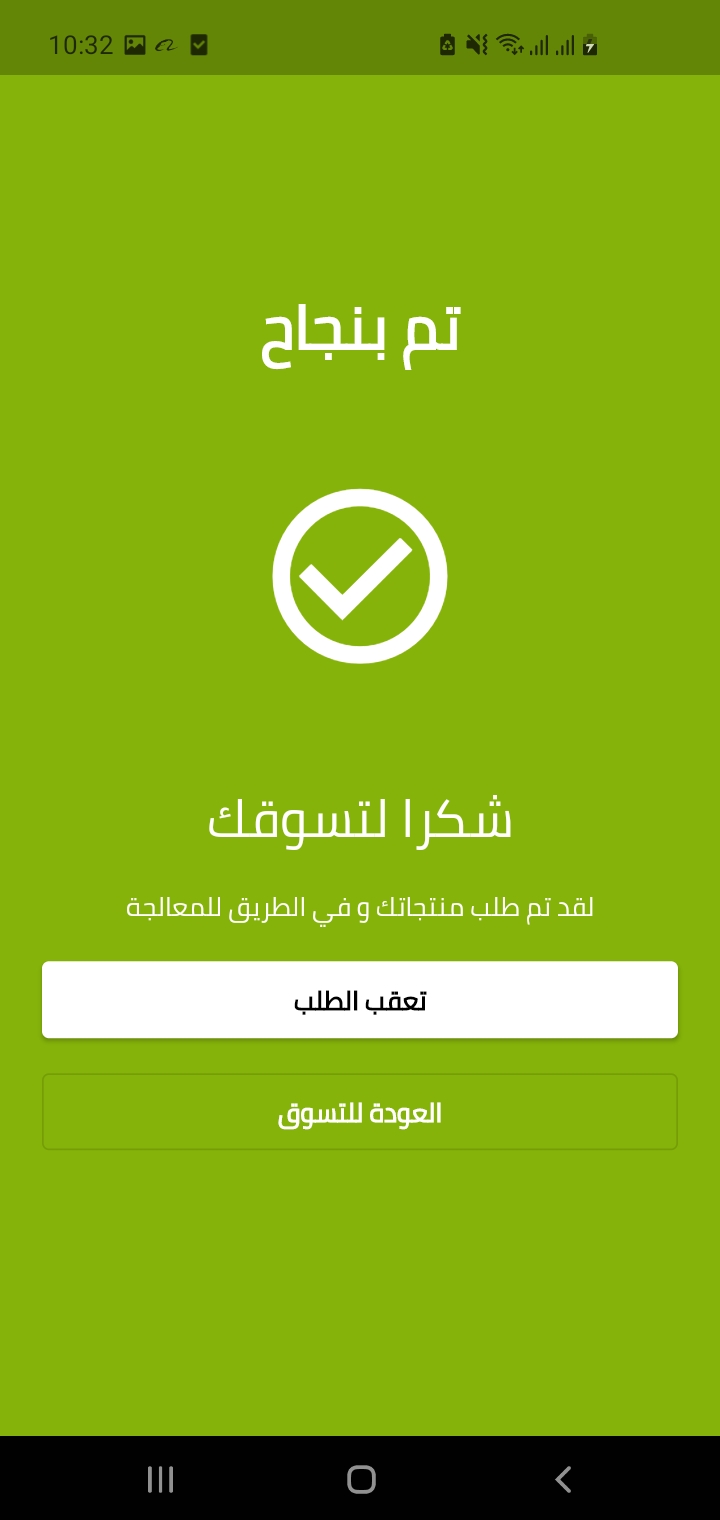 10:32
تم بنجاح
شكرا لتسوقك
لقد تم طلب منتجاتك و في الطريق للمعالجة
تعقب الطلب
العودة للتسوق